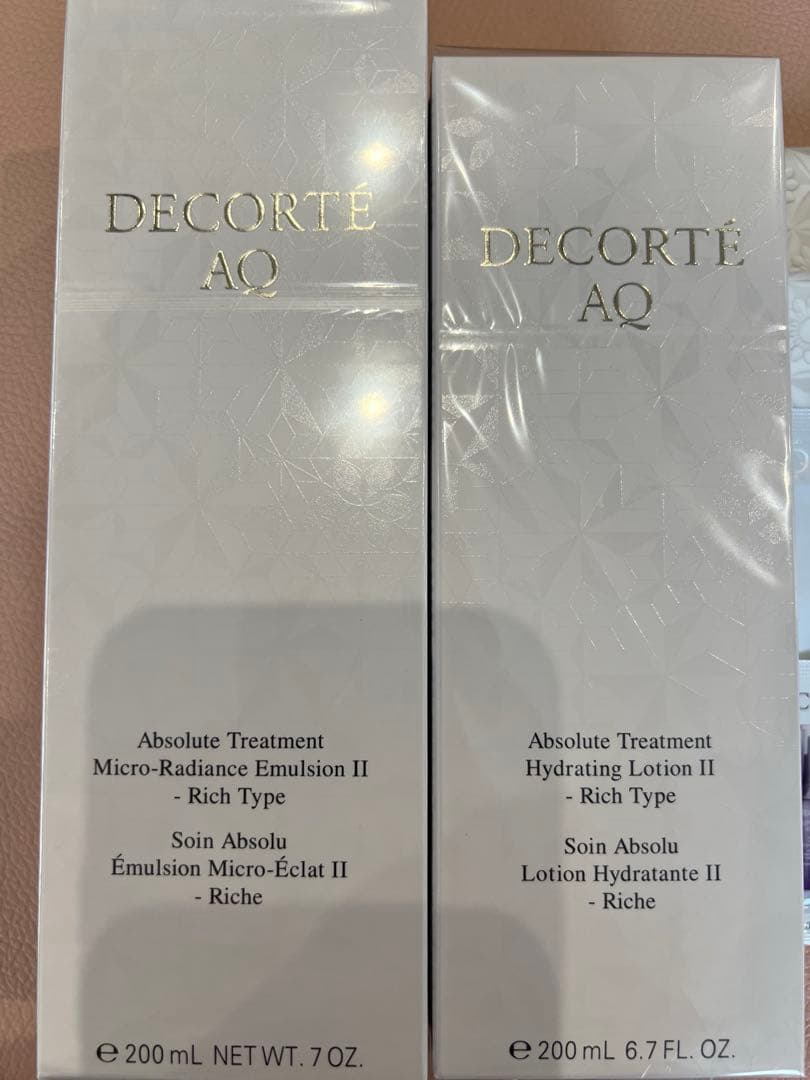 DECORTÉ
AQ
Absolute Treatment
Micro-Radiance Emulsion II
- Rich Type
Soin Absolu
Émulsion Micro-Éclat II
- Riche
℮ 200 mL NET WT. 7 OZ.
DECORTÉ
AQ
Absolute Treatment
Hydrating Lotion II
- Rich Type
Soin Absolu
Lotion Hydratante II
- Riche
℮ 200 mL 6.7 FL. OZ.